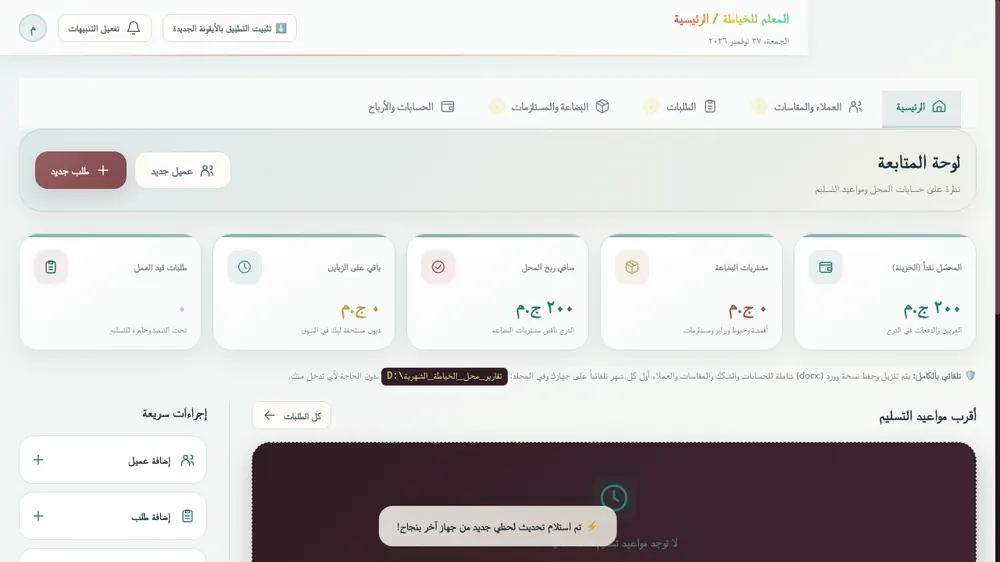 المعلم للخياطة / الرئيسية
الجمعة، ٢٧ نوفمبر ٢٠٢٦
تثبيت التطبيق بالأيقونة الجديدة
تفعيل التنبيهات
م
الرئيسية
العملاء والمقاسات
الطلبات
البضاعة والمستلزمات
الحسابات والأرباح
لوحة المتابعة
نظرة على حسابات المحل ومواعيد التسليم
عميل جديد
طلب جديد
المحصّل نقداً (الخزينة)
٢٠٠ ج.م
العربين والدفعات في الدرج
مشتريات البضاعة
٠ ج.م
أقمشة وخيوط وزراير ومستلزمات
صافي ربح المحل
٢٠٠ ج.م
الدرج ناقص مشتريات البضاعة
باقي على الزباين
٠ ج.م
ديون مستحقة ليك في السوق
طلبات قيد العمل
٠
تحت التنفيذ وجاهزة للتسليم
تلقائي بالكامل: يتم تنزيل وحفظ نسخة وورد (.docx) شاملة للحسابات والشكك والمقاسات والعملاء أول كل شهر تلقائياً على جهازك وفي المجلد: D:\تقارير_محل_الخياطة_الشهرية بدون الحاجة لأي تدخل منك.
أقرب مواعيد التسليم
كل الطلبات
لا توجد مواعيد
تم استلام تحديث لحظي جديد من جهاز آخر بنجاح!
إجراءات سريعة
إضافة عميل
إضافة طلب